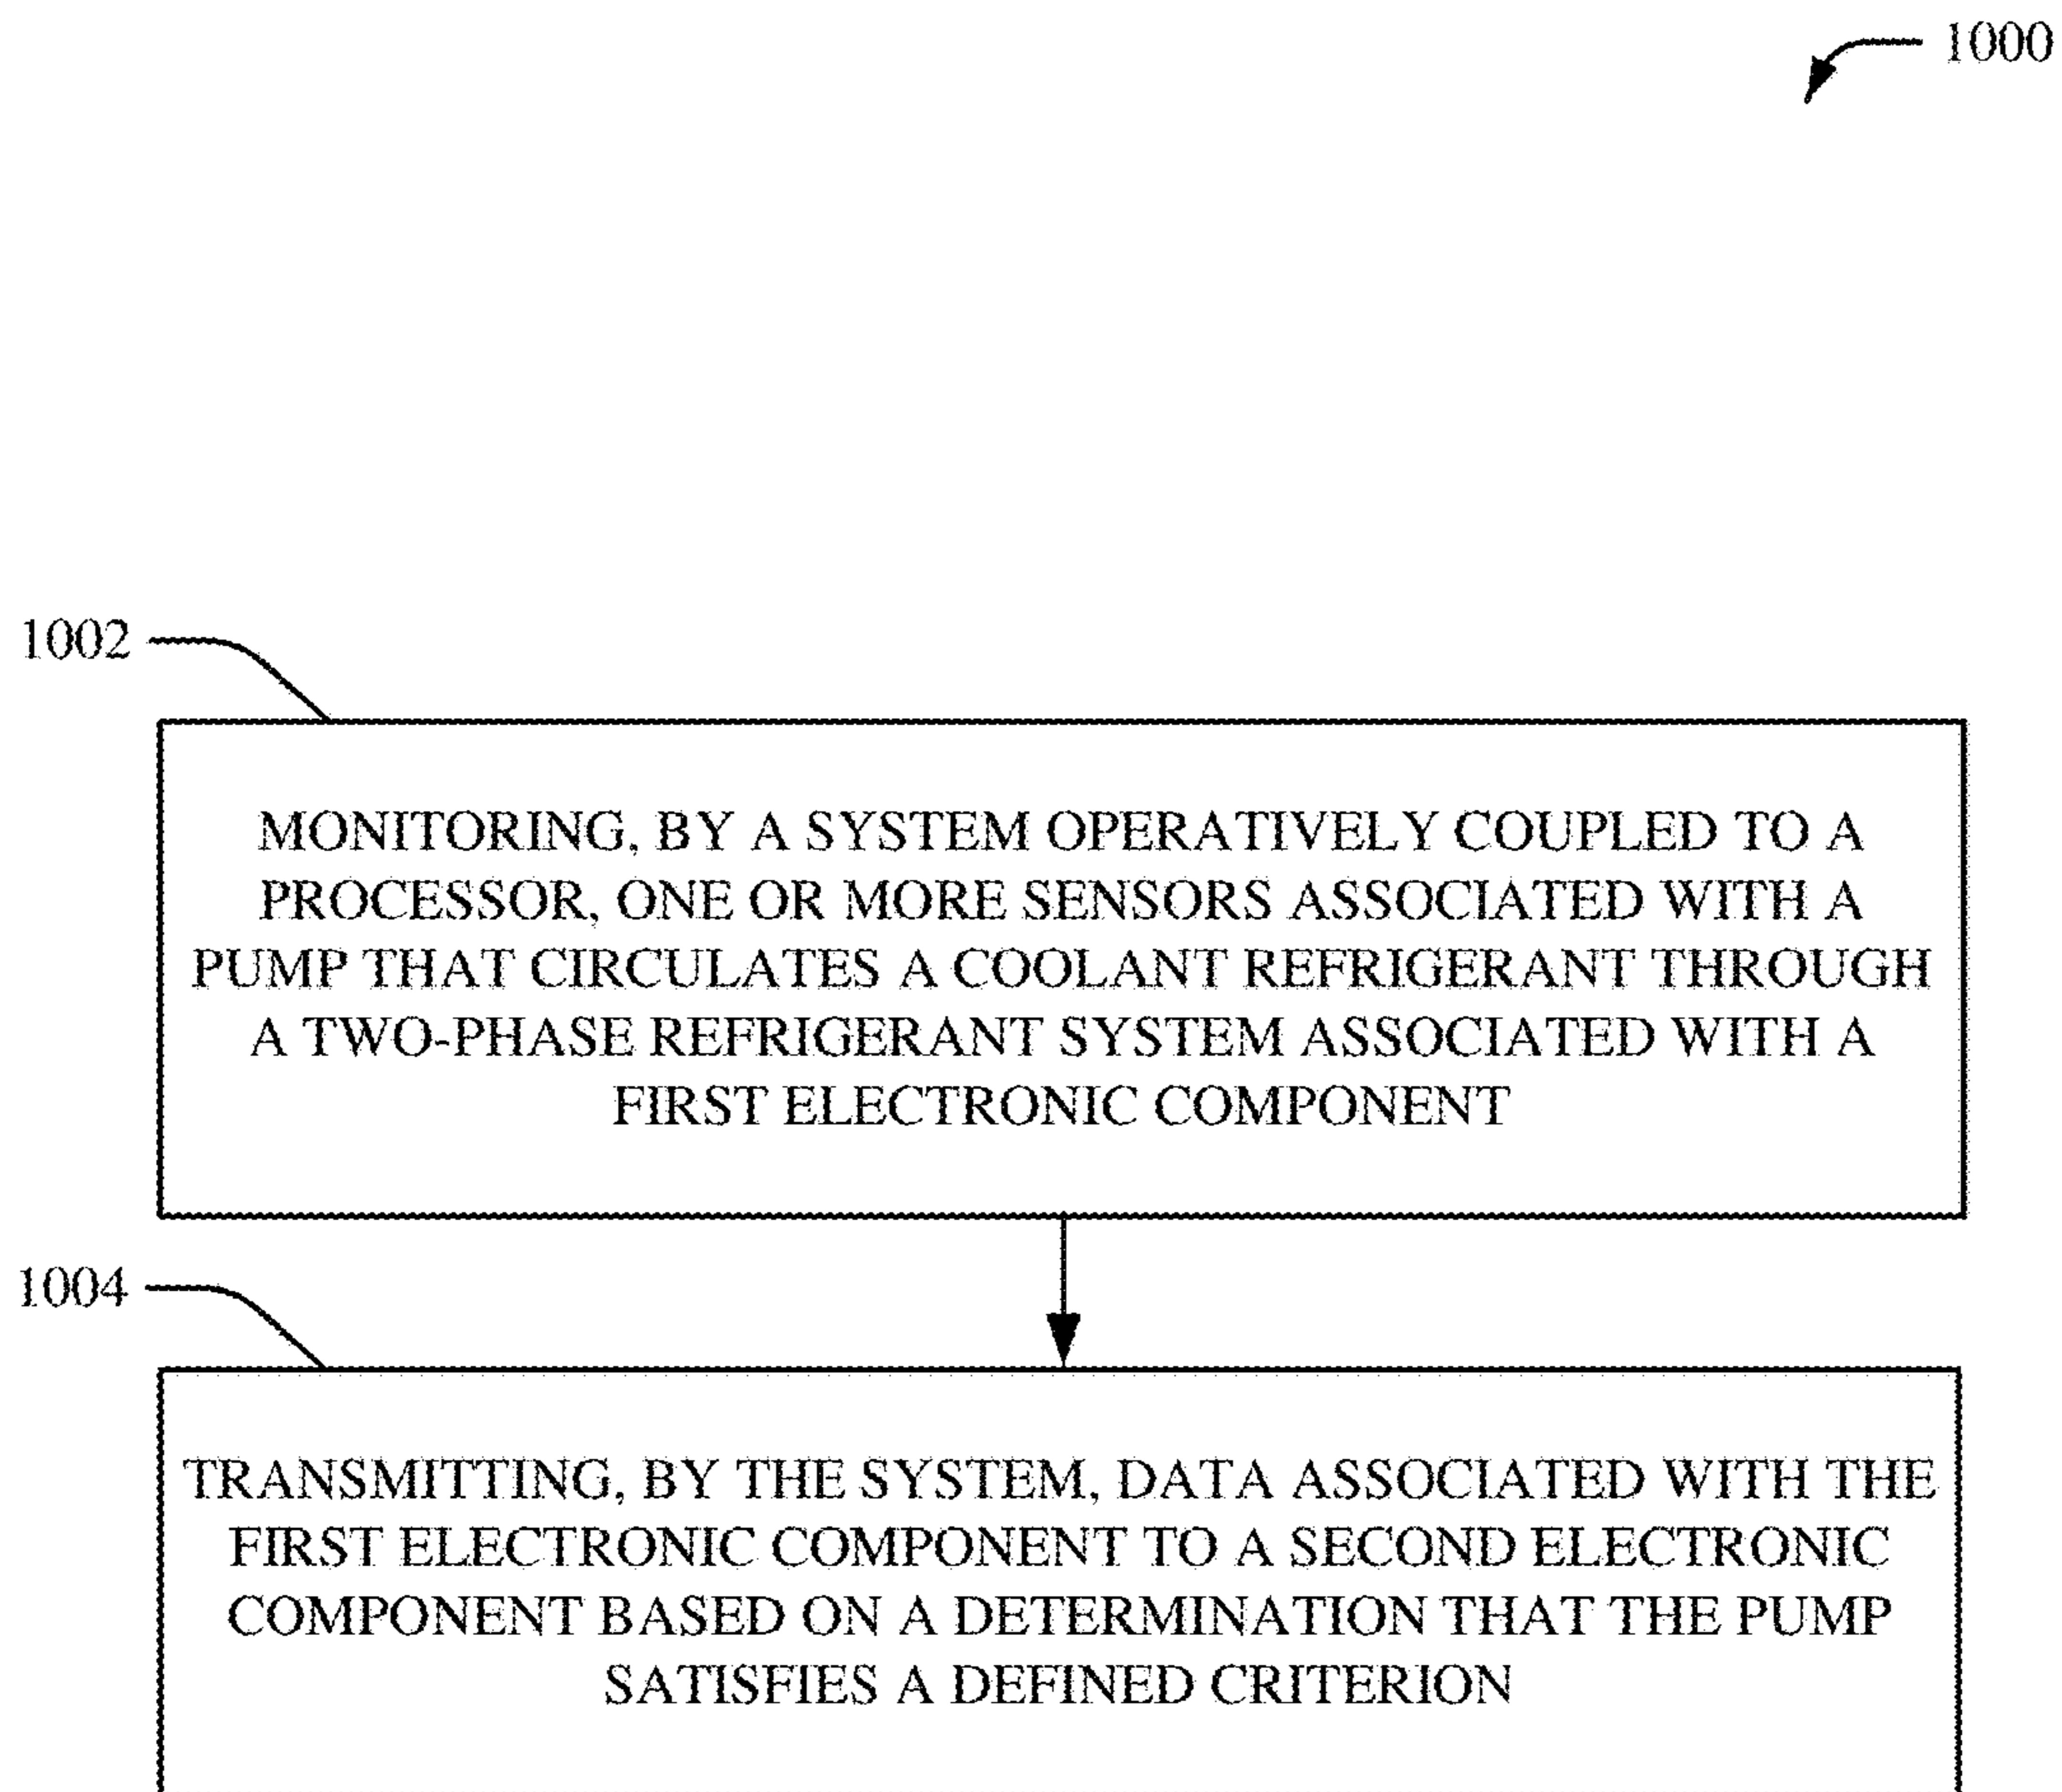 1000
1002
MONITORING, BY A SYSTEM OPERATIVELY COUPLED TO A
PROCESSOR, ONE OR MORE SENSORS ASSOCIATED WITH A
PUMP THAT CIRCULATES A COOLANT REFRIGERANT THROUGH
A TWO-PHASE REFRIGERANT SYSTEM ASSOCIATED WITH A
FIRST ELECTRONIC COMPONENT
1004
TRANSMITTING, BY THE SYSTEM, DATA ASSOCIATED WITH THE
FIRST ELECTRONIC COMPONENT TO A SECOND ELECTRONIC
COMPONENT BASED ON A DETERMINATION THAT THE PUMP
SATISFIES A DEFINED CRITERION